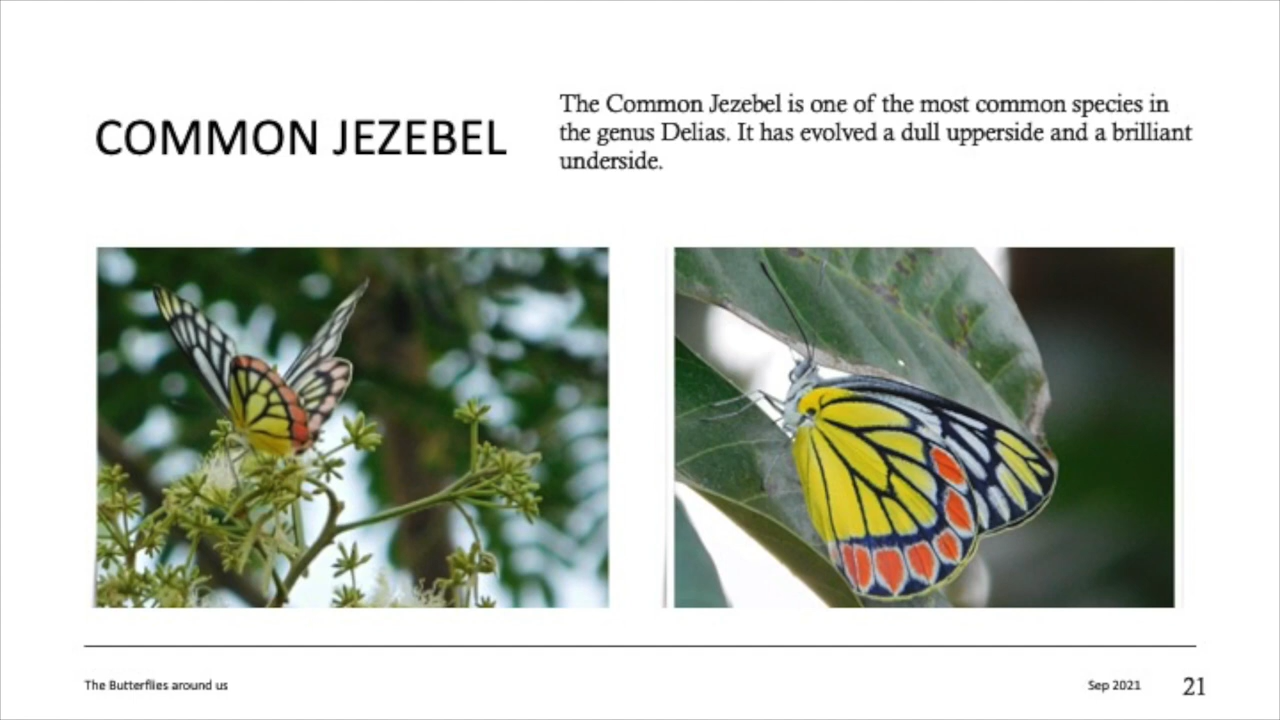 COMMON JEZEBEL
The Common Jezebel is one of the most common species in
the genus Delias. It has evolved a dull upperside and a brilliant
underside.
The Butterflies around us
Sep 2021
21